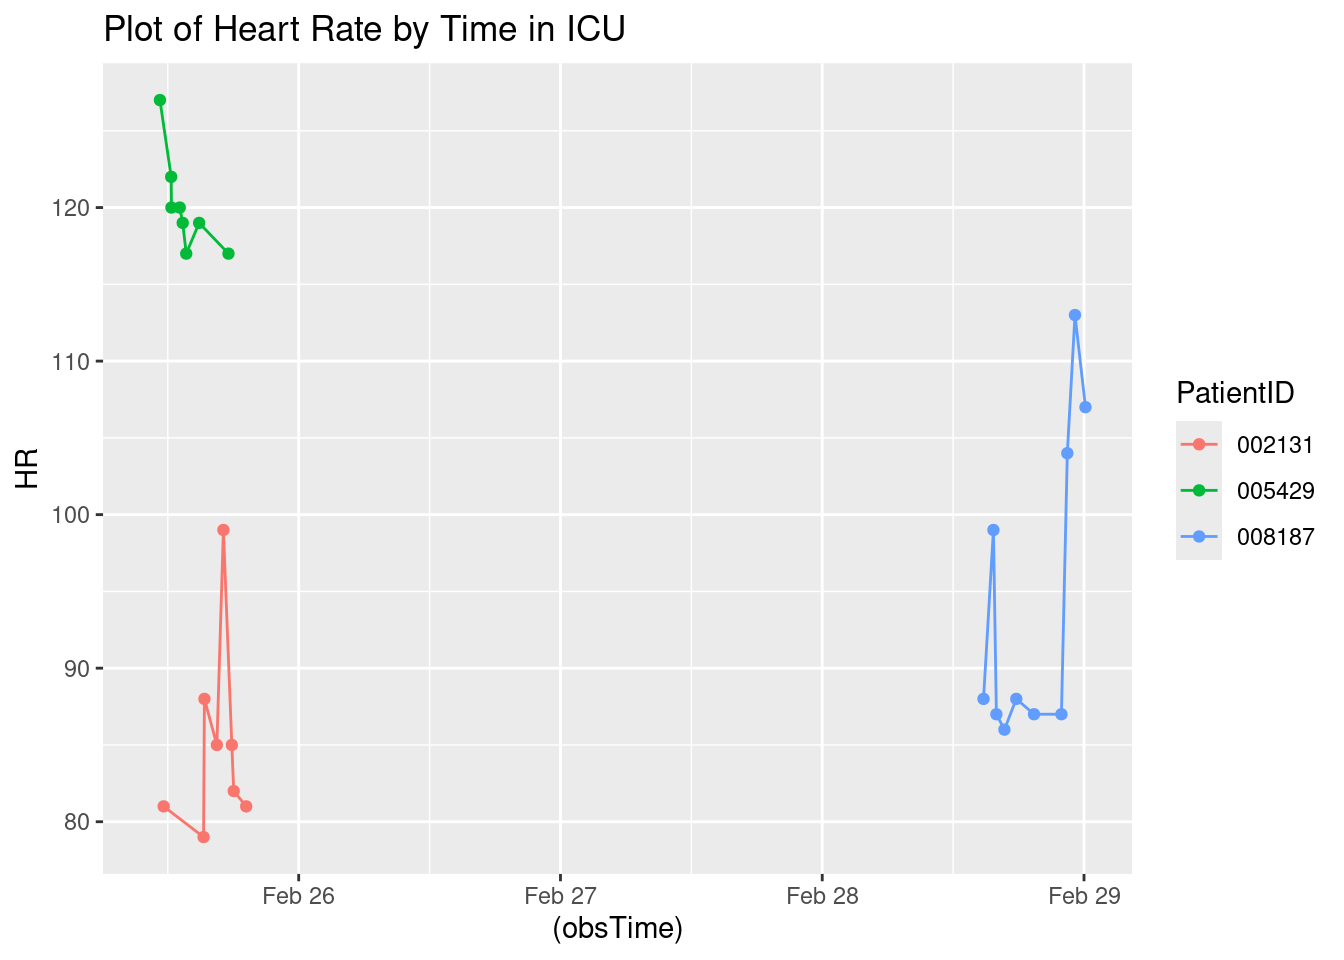 Plot of Heart Rate by Time in ICU
120
110
100
90
80
HR
Feb 26
Feb 27
Feb 28
Feb 29
(obsTime)
PatientID
002131
005429
008187